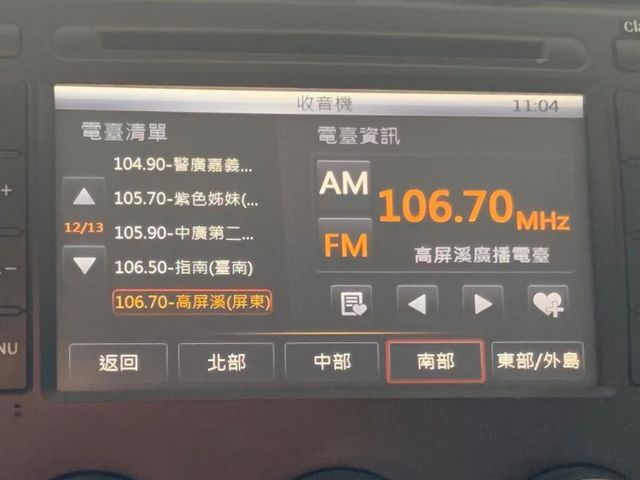 Cla
收音機 11:04
電臺清單
電臺資訊
104.90-警廣嘉義...
105.70-紫色姊妹(...
12/13
105.90-中廣第二...
106.50-指南(臺南)
106.70-高屏溪(屏東)
AM
FM
106.70MHz
高屏溪廣播電臺
返回 北部 中部 南部 東部/外島
+
-
NU